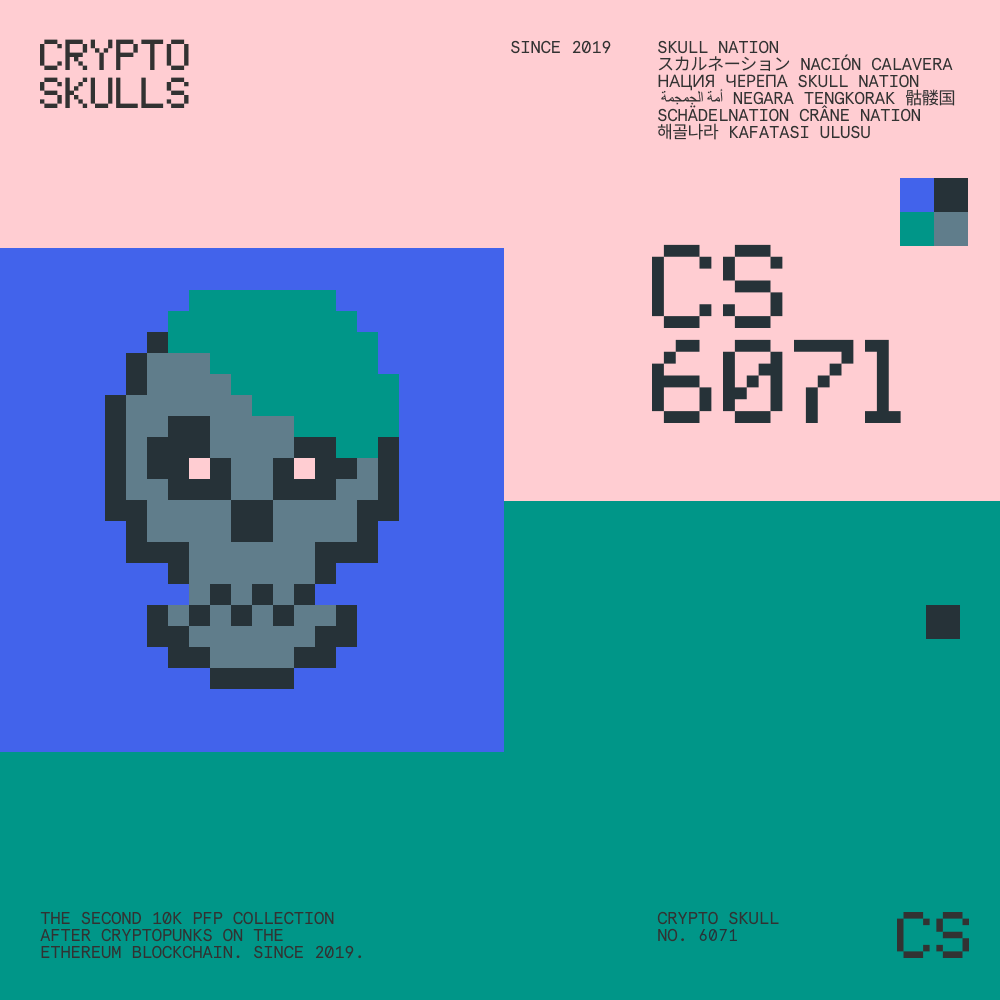 CRYPTO
SKULLS
SINCE 2019
SKULL NATION
スカルネーション NACIÓN CALAVERA
НАЦИЯ ЧЕРЕПА SKULL NATION
أمة الجمجمة NEGARA TENGKORAK 骷髅国
SCHÄDELNATION CRÂNE NATION
해골나라 KAFATASI ULUSU
CS
6071
THE SECOND 10K PFP COLLECTION
AFTER CRYPTOPUNKS ON THE
ETHEREUM BLOCKCHAIN. SINCE 2019.
CRYPTO SKULL
NO. 6071
CS